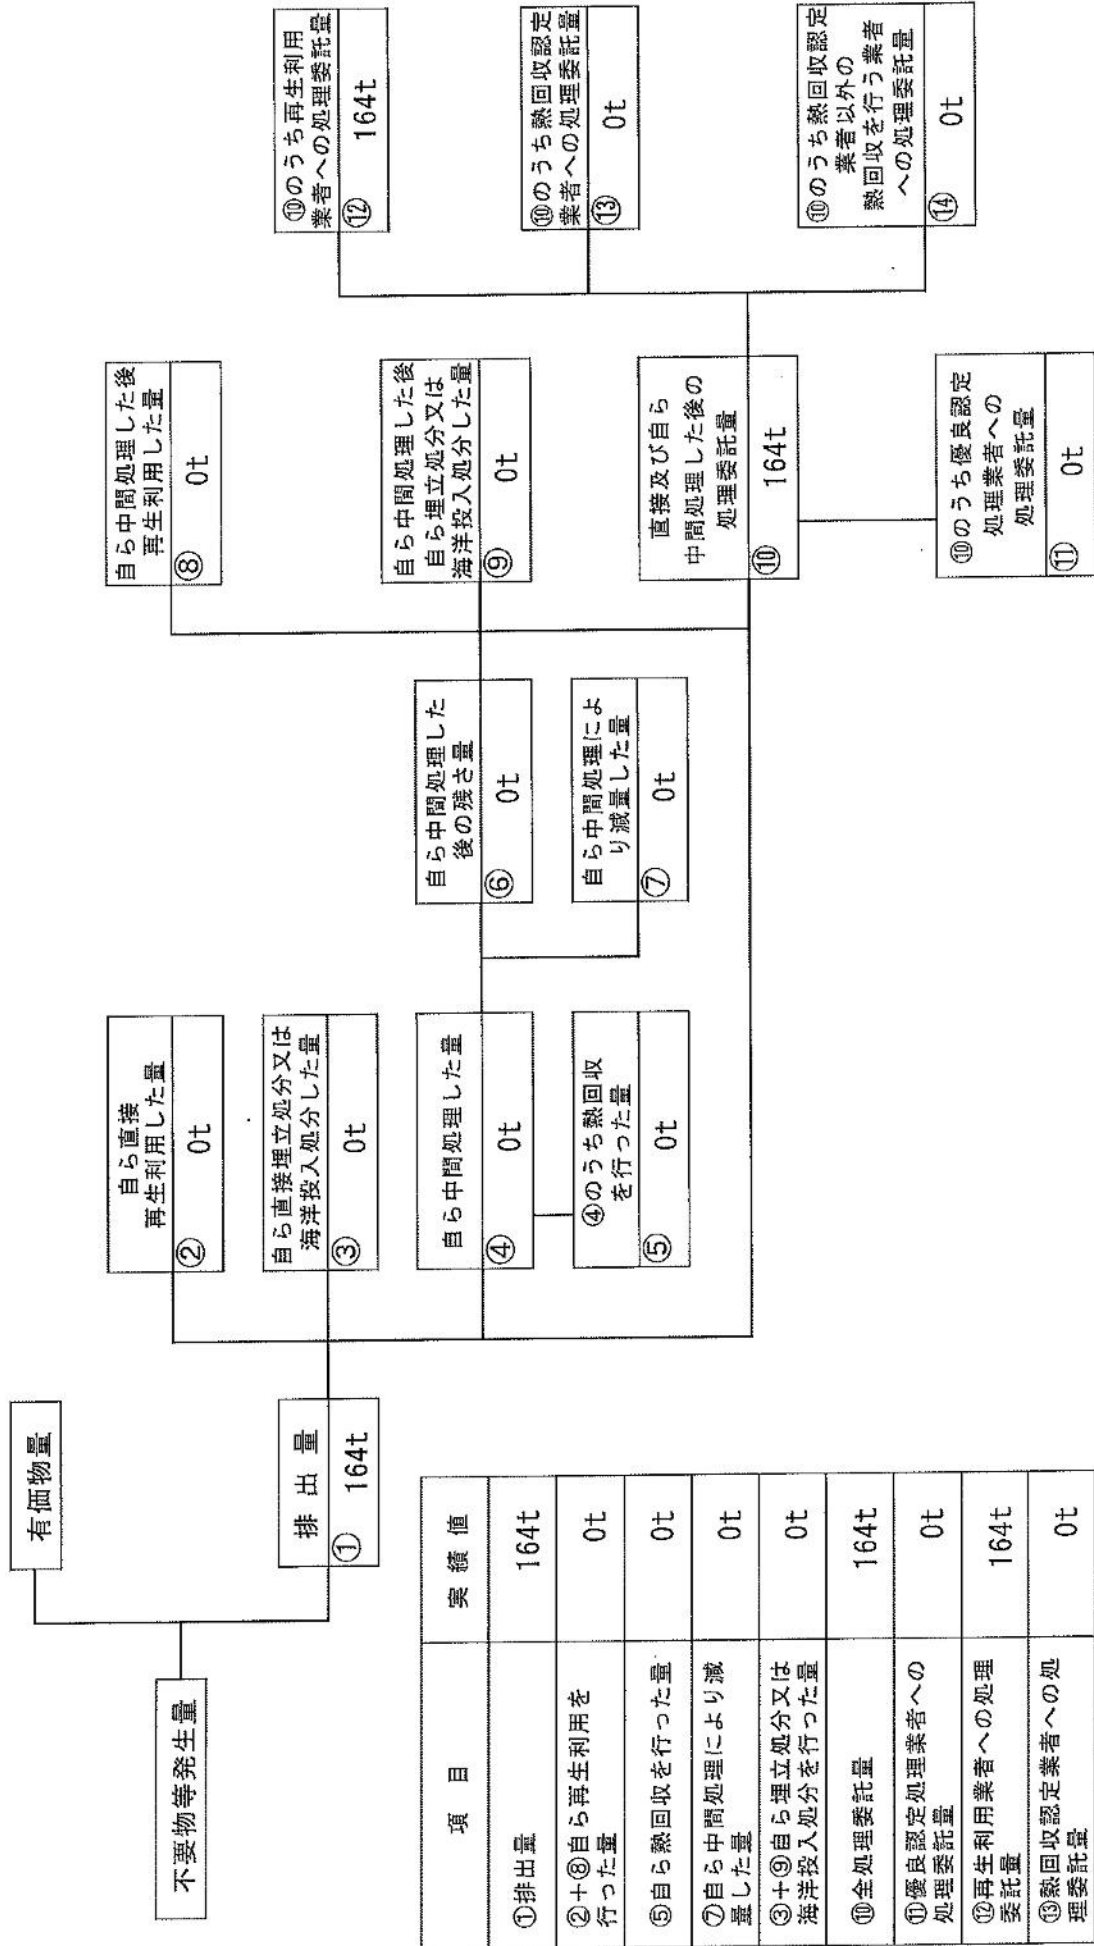 不要物等発生量
有価物量
排 出 量
① 164t
自ら直接
再生利用した量
② 0t
自ら直接埋立処分又は
海洋投入処分した量
③ 0t
自ら中間処理した量
④ 0t
④のうち熱回収
を行った量
⑤ 0t
自ら中間処理した
後の残さ量
⑥ 0t
自ら中間処理によ
り減量した量
⑦ 0t
自ら中間処理した後
再生利用した量
⑧ 0t
自ら中間処理した後
自ら埋立処分又は
海洋投入処分した量
⑨ 0t
直接及び自ら
中間処理した後の
処理委託量
⑩ 164t
⑩のうち優良認定
処理業者への
処理委託量
⑪ 0t
⑩のうち再生利用
業者への処理委託量
⑫ 164t
⑩のうち熱回収認定
業者への処理委託量
⑬ 0t
⑩のうち熱回収認定
業者以外の
熱回収を行う業者
への処理委託量
⑭ 0t
項 目 実 績 値
①排出量 164t
②+⑧自ら再生利用を
行った量 0t
⑤自ら熱回収を行った量 0t
⑦自ら中間処理により減
量した量 0t
③+⑨自ら埋立処分又は
海洋投入処分を行った量 0t
⑩全処理委託量 164t
⑪優良認定処理業者への
処理委託量 0t
⑫再生利用業者への処理
委託量 164t
⑬熱回収認定業者への処
理委託量 0t